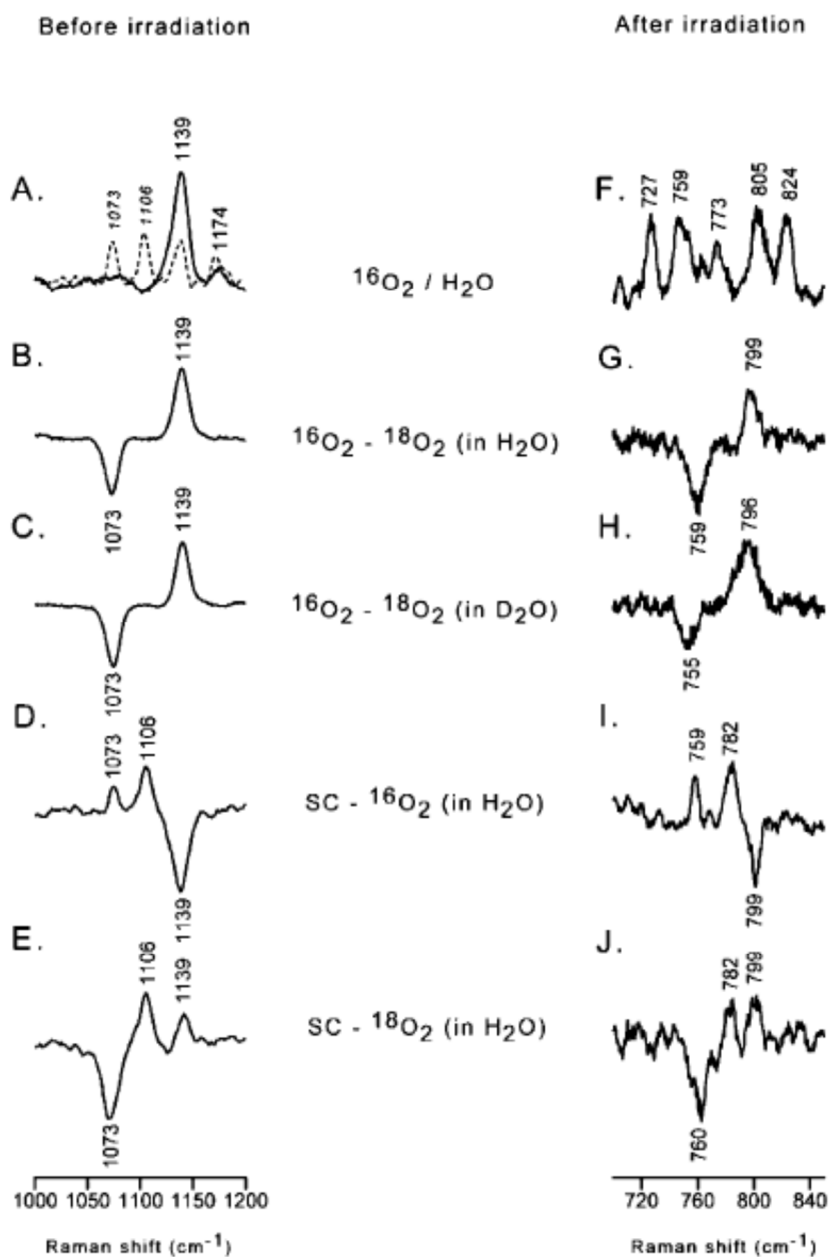 Before irradiation
After irradiation
A.
1073
1106
1139
1174
16O2 / H2O
F.
727
759
773
805
824
B.
1139
1073
16O2 - 18O2 (in H2O)
G.
799
759
C.
1139
1073
16O2 - 18O2 (in D2O)
H.
796
755
D.
1073
1106
1139
SC - 16O2 (in H2O)
I.
759
782
799
E.
1106
1139
1073
SC - 18O2 (in H2O)
J.
782
799
760
1000 1050 1100 1150 1200
720 760 800 840
Raman shift (cm-1)
Raman shift (cm-1)